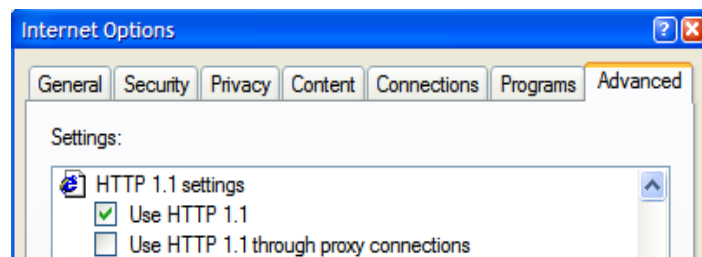 Internet Options
General Security Privacy Content Connections Programs Advanced
Settings:
HTTP 1.1 settings
Use HTTP 1.1
Use HTTP 1.1 through proxy connections